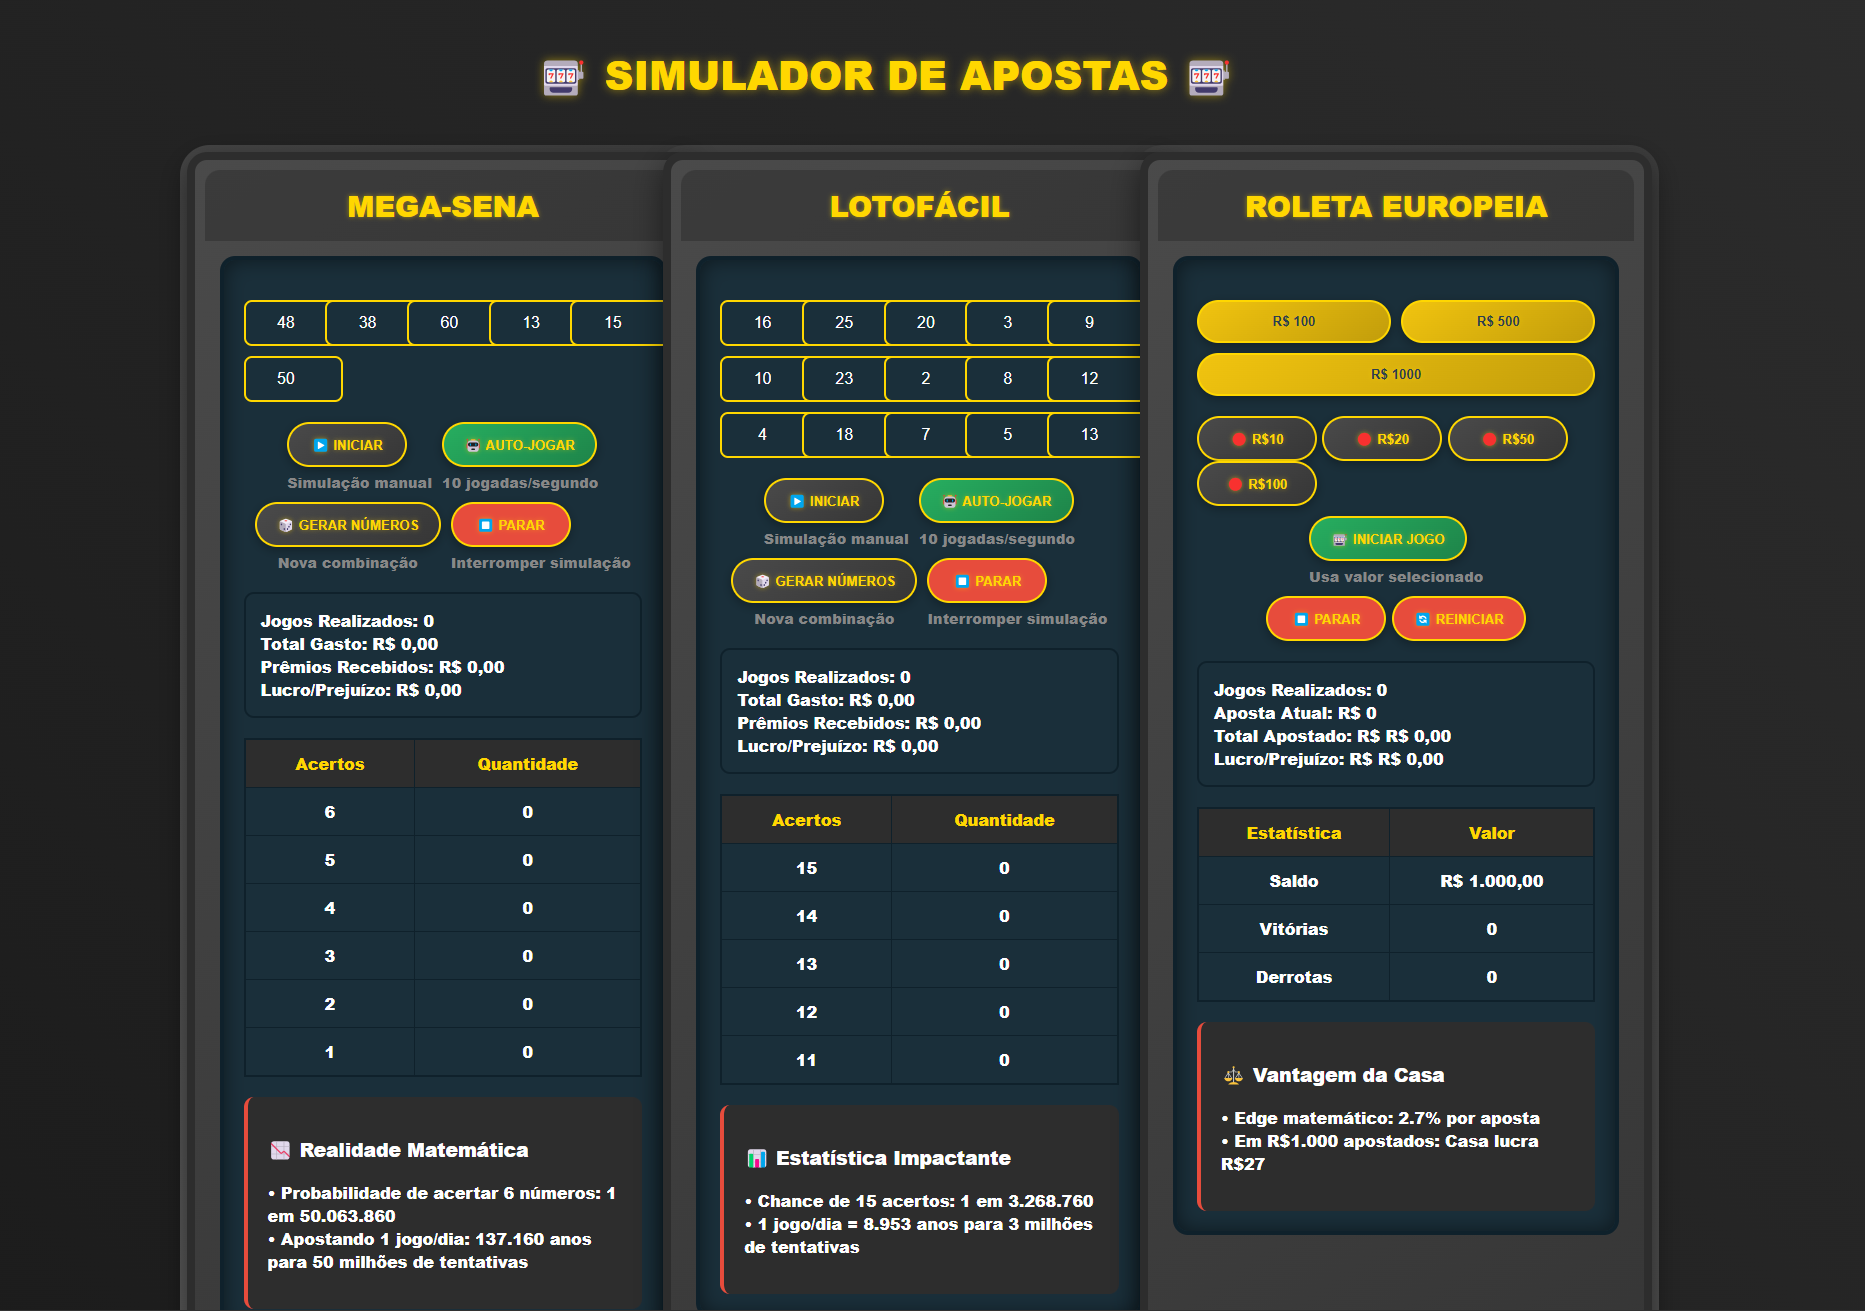 SIMULADOR DE APOSTAS
MEGA-SENA
48 38 60 13 15
50
INICIAR AUTO-JOGAR
Simulação manual 10 jogadas/segundo
GERAR NÚMEROS PARAR
Nova combinação Interromper simulação
Jogos Realizados: 0
Total Gasto: R$ 0,00
Prêmios Recebidos: R$ 0,00
Lucro/Prejuízo: R$ 0,00
Acertos Quantidade
6 0
5 0
4 0
3 0
2 0
1 0
Realidade Matemática
• Probabilidade de acertar 6 números: 1
em 50.063.860
• Apostando 1 jogo/dia: 137.160 anos
para 50 milhões de tentativas
LOTOFÁCIL
16 25 20 3 9
10 23 2 8 12
4 18 7 5 13
INICIAR AUTO-JOGAR
Simulação manual 10 jogadas/segundo
GERAR NÚMEROS PARAR
Nova combinação Interromper simulação
Jogos Realizados: 0
Total Gasto: R$ 0,00
Prêmios Recebidos: R$ 0,00
Lucro/Prejuízo: R$ 0,00
Acertos Quantidade
15 0
14 0
13 0
12 0
11 0
Estatística Impactante
• Chance de 15 acertos: 1 em 3.268.760
• 1 jogo/dia = 8.953 anos para 3 milhões
de tentativas
ROLETA EUROPEIA
R$ 100 R$ 500
R$ 1000
R$10 R$20 R$50
R$100
INICIAR JOGO
Usa valor selecionado
PARAR REINICIAR
Jogos Realizados: 0
Aposta Atual: R$ 0
Total Apostado: R$ R$ 0,00
Lucro/Prejuízo: R$ R$ 0,00
Estatística Valor
Saldo R$ 1.000,00
Vitórias 0
Derrotas 0
Vantagem da Casa
• Edge matemático: 2.7% por aposta
• Em R$1.000 apostados: Casa lucra
R$27